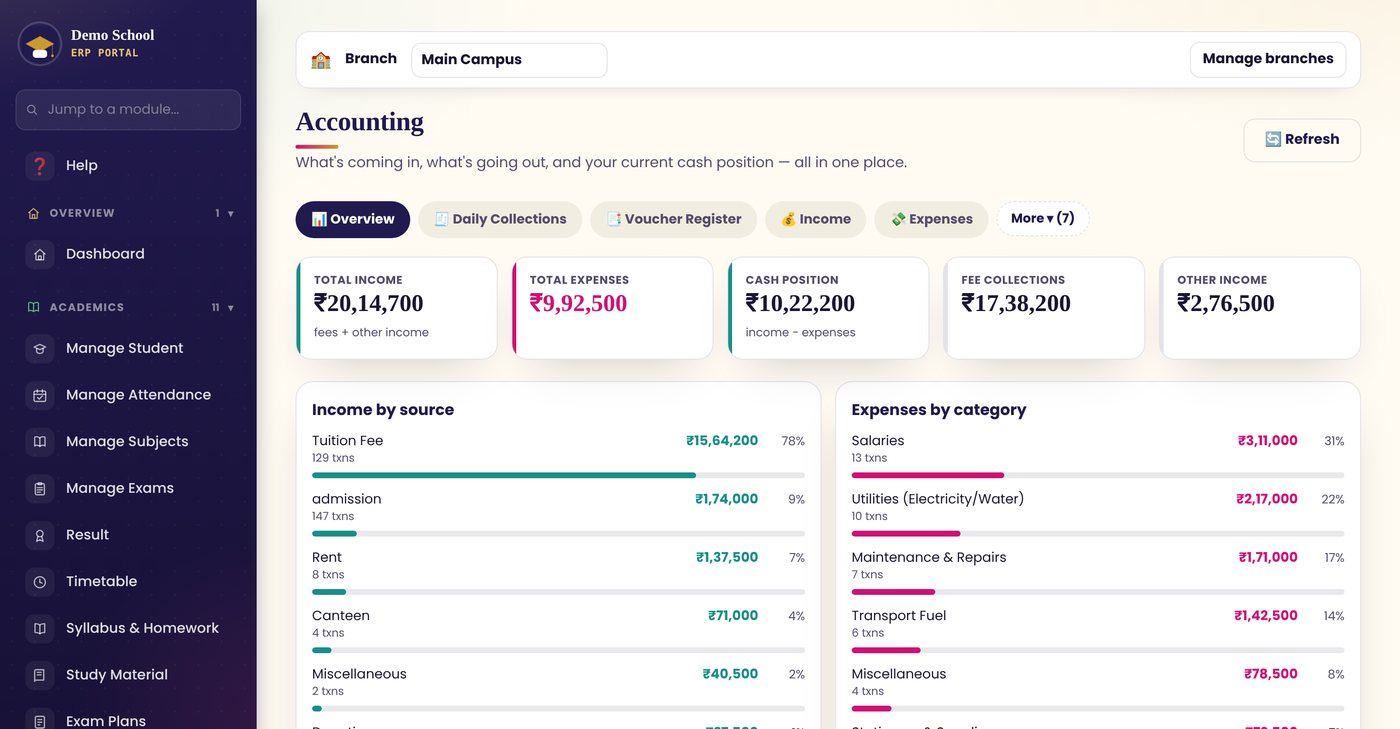 Demo School
ERP PORTAL
Jump to a module...
Help
OVERVIEW 1 ▾
Dashboard
ACADEMICS 11 ▾
Manage Student
Manage Attendance
Manage Subjects
Manage Exams
Result
Timetable
Syllabus & Homework
Study Material
Exam Plans
Branch Main Campus Manage branches
Accounting
What's coming in, what's going out, and your current cash position — all in one place.
Refresh
Overview Daily Collections Voucher Register Income Expenses More ▾ (7)
TOTAL INCOME
₹20,14,700
fees + other income
TOTAL EXPENSES
₹9,92,500
CASH POSITION
₹10,22,200
income − expenses
FEE COLLECTIONS
₹17,38,200
OTHER INCOME
₹2,76,500
Income by source
Tuition Fee ₹15,64,200 78%
129 txns
admission ₹1,74,000 9%
147 txns
Rent ₹1,37,500 7%
8 txns
Canteen ₹71,000 4%
4 txns
Miscellaneous ₹40,500 2%
2 txns
Expenses by category
Salaries ₹3,11,000 31%
13 txns
Utilities (Electricity/Water) ₹2,17,000 22%
10 txns
Maintenance & Repairs ₹1,71,000 17%
7 txns
Transport Fuel ₹1,42,500 14%
6 txns
Miscellaneous ₹78,500 8%
4 txns